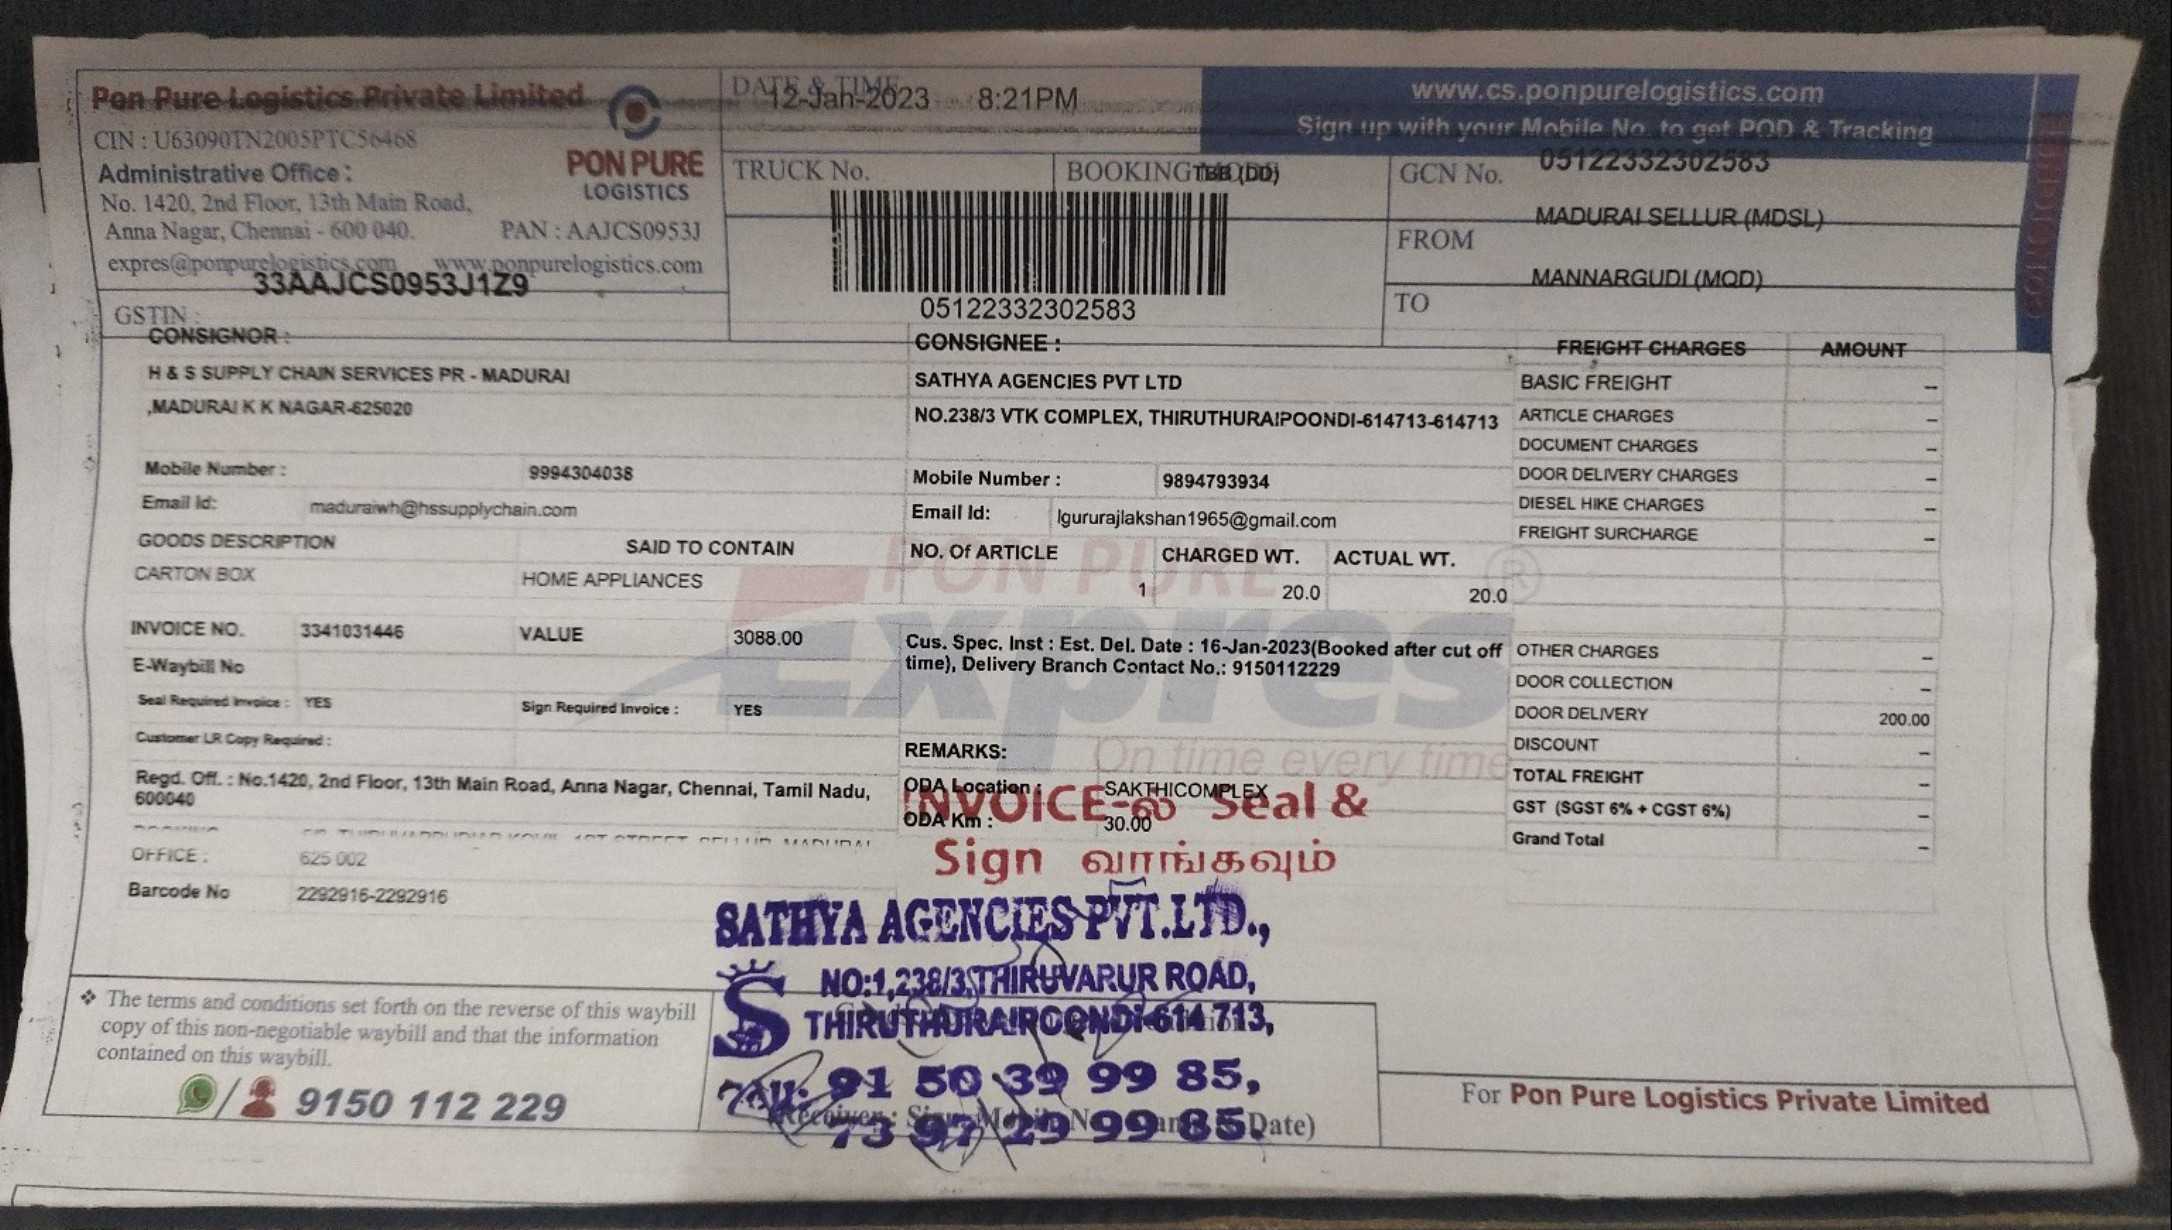 Pon Pure Logistics Private Limited
CIN : U63090TN2005PTC56468
Administrative Office :
No. 1420, 2nd Floor, 13th Main Road,
Anna Nagar, Chennai - 600 040. PAN : AAJCS0953J
expres@ponpurelogistics.com www.ponpurelogistics.com
33AAJCS0953J1Z9
GSTIN :
PON PURE
LOGISTICS
DATE & TIME
12-Jan-2023 8:21PM
www.cs.ponpurelogistics.com
Sign up with your Mobile No. to get POD & Tracking
TRUCK No.
BOOKING MODE
TBB (DD)
GCN No. 05122332302583
MADURAI SELLUR (MDSL)
FROM
MANNARGUDI (MQD)
TO
05122332302583
CONSIGNOR :
H & S SUPPLY CHAIN SERVICES PR - MADURAI
,MADURAI K K NAGAR-625020
Mobile Number : 9994304038
Email Id: maduraiwh@hssupplychain.com
GOODS DESCRIPTION SAID TO CONTAIN
CARTON BOX HOME APPLIANCES
INVOICE NO. 3341031446 VALUE 3088.00
E-Waybill No
Seal Required Invoice : YES Sign Required Invoice : YES
Customer LR Copy Required :
Regd. Off. : No.1420, 2nd Floor, 13th Main Road, Anna Nagar, Chennai, Tamil Nadu,
600040
OFFICE : 625 002
Barcode No 2292916-2292916
CONSIGNEE :
SATHYA AGENCIES PVT LTD
NO.238/3 VTK COMPLEX, THIRUTHURAIPOONDI-614713-614713
Mobile Number : 9894793934
Email Id: lgururajlakshan1965@gmail.com
NO. Of ARTICLE CHARGED WT. ACTUAL WT.
1 20.0 20.0
Cus. Spec. Inst : Est. Del. Date : 16-Jan-2023(Booked after cut off
time), Delivery Branch Contact No.: 9150112229
REMARKS:
ODA Location : SAKTHICOMPLEX
ODA Km : 30.00
PON PURE
Expres
On time every time
INVOICE-ல Seal &
Sign வாங்கவும்
FREIGHT CHARGES AMOUNT
BASIC FREIGHT –
ARTICLE CHARGES –
DOCUMENT CHARGES –
DOOR DELIVERY CHARGES –
DIESEL HIKE CHARGES –
FREIGHT SURCHARGE –
OTHER CHARGES –
DOOR COLLECTION –
DOOR DELIVERY 200.00
DISCOUNT –
TOTAL FREIGHT –
GST (SGST 6% + CGST 6%) –
Grand Total –
SATHYA AGENCIES PVT.LTD.,
NO:1,238/3,THIRUVARUR ROAD,
THIRUTHURAIPOONDI-614 713,
91 50 39 99 85,
73 97 29 99 85.
Date)
❖ The terms and conditions set forth on the reverse of this waybill
copy of this non-negotiable waybill and that the information
contained on this waybill.
9150 112 229
For Pon Pure Logistics Private Limited